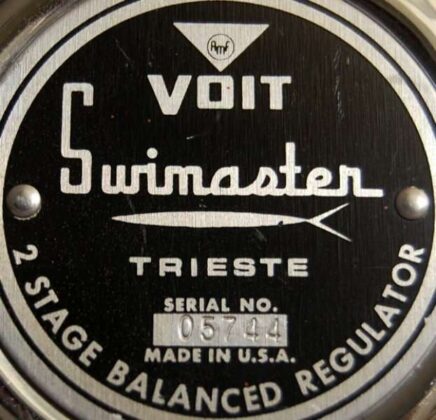 AMF
VOIT
Swimaster
TRIESTE
SERIAL NO.
05744
MADE IN U.S.A.
2 STAGE BALANCED REGULATOR